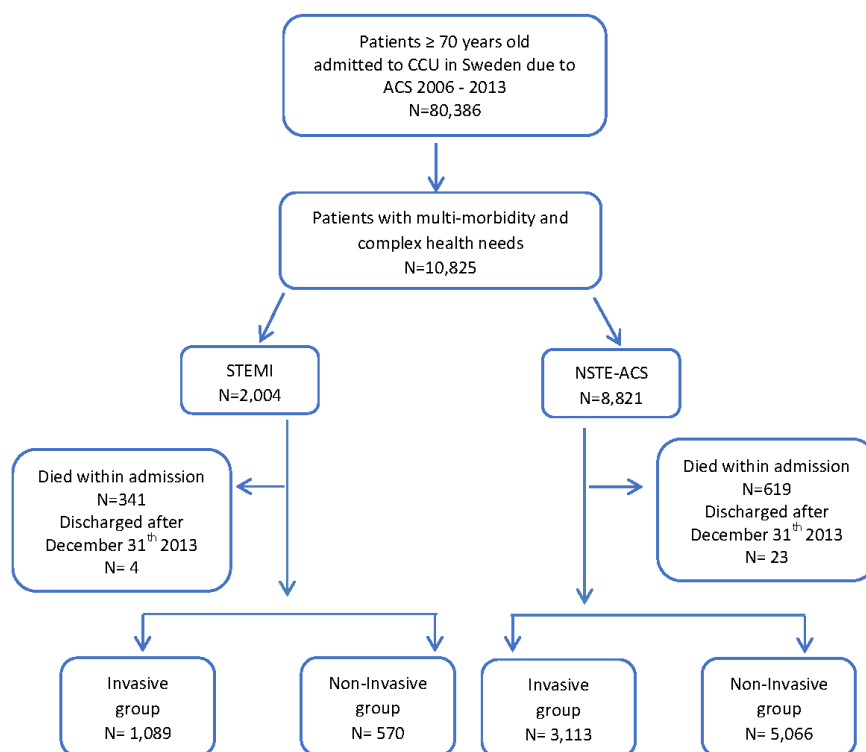 Patients ≥ 70 years old
admitted to CCU in Sweden due to
ACS 2006 - 2013
N=80,386
Patients with multi-morbidity and
complex health needs
N=10,825
STEMI
N=2,004
NSTE-ACS
N=8,821
Died within admission
N=341
Discharged after
December 31th 2013
N= 4
Died within admission
N=619
Discharged after
December 31th 2013
N= 23
Invasive
group
N= 1,089
Non-Invasive
group
N= 570
Invasive
group
N= 3,113
Non-Invasive
group
N= 5,066